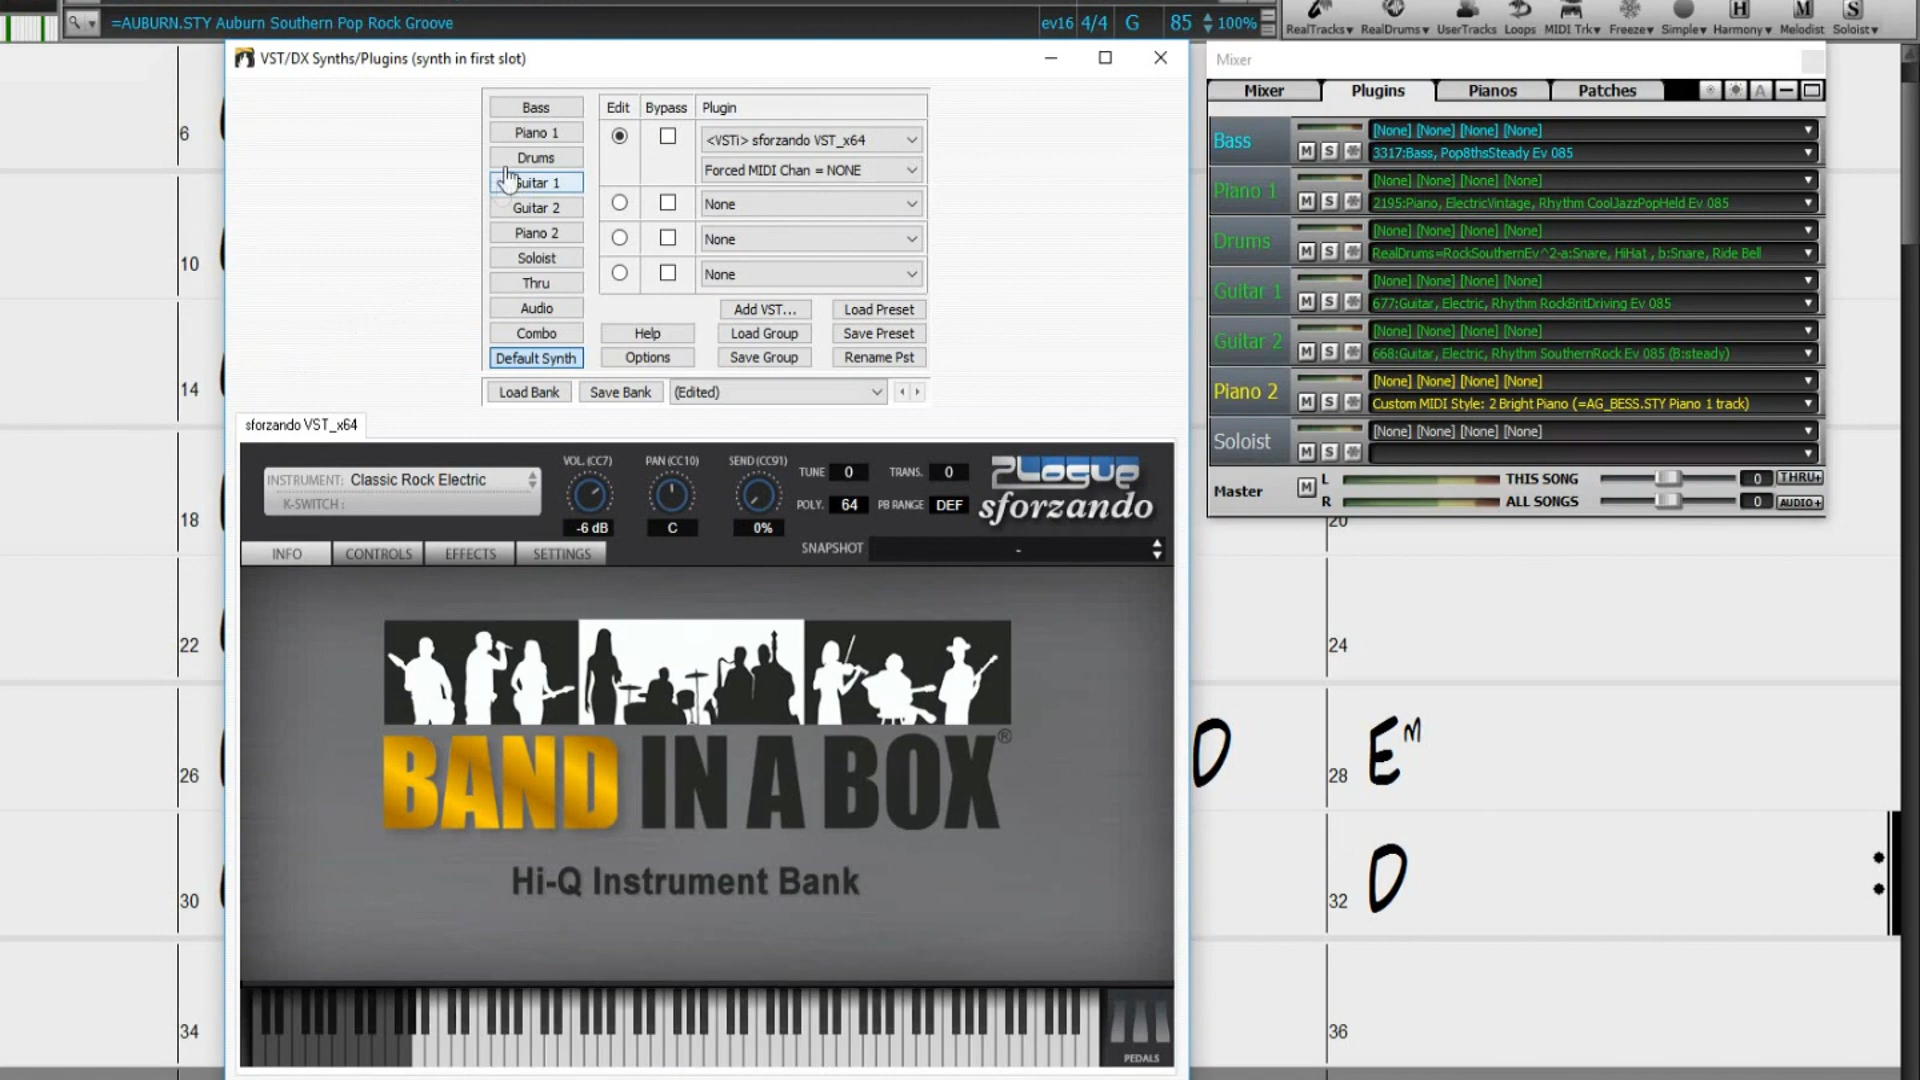 =AUBURN.STY Auburn Southern Pop Rock Groove
ev16 4/4 G 85 100%
RealTracks RealDrums UserTracks Loops MIDI Trk Freeze Simple Harmony Melodist Soloist
H M S
VST/DX Synths/Plugins (synth in first slot)
Bass
Piano 1
Drums
Guitar 1
Guitar 2
Piano 2
Soloist
Thru
Audio
Combo
Default Synth
Edit Bypass Plugin
<VSTi> sforzando VST_x64
Forced MIDI Chan = NONE
None
None
None
Add VST... Load Preset
Help Load Group Save Preset
Options Save Group Rename Pst
Load Bank Save Bank (Edited)
sforzando VST_x64
INSTRUMENT: Classic Rock Electric
K-SWITCH :
VOL. (CC7) PAN (CC10) SEND (CC91)
-6 dB C 0%
TUNE 0 TRANS. 0
POLY. 64 PB RANGE DEF
Plogue
sforzando
INFO CONTROLS EFFECTS SETTINGS
SNAPSHOT -
BAND IN A BOX®
Hi-Q Instrument Bank
PEDALS
Mixer
Mixer Plugins Pianos Patches A
Bass M S [None] [None] [None] [None]
3317:Bass, Pop8thsSteady Ev 085
Piano 1 M S [None] [None] [None] [None]
2195:Piano, ElectricVintage, Rhythm CoolJazzPopHeld Ev 085
Drums M S [None] [None] [None] [None]
RealDrums=RockSouthernEv^2-a:Snare, HiHat , b:Snare, Ride Bell
Guitar 1 M S [None] [None] [None] [None]
677:Guitar, Electric, Rhythm RockBritDriving Ev 085
Guitar 2 M S [None] [None] [None] [None]
668:Guitar, Electric, Rhythm SouthernRock Ev 085 (B:steady)
Piano 2 M S [None] [None] [None] [None]
Custom MIDI Style: 2 Bright Piano (=AG_BESS.STY Piano 1 track)
Soloist M S [None] [None] [None] [None]
Master M L THIS SONG 0 THRU+
R ALL SONGS 0 AUDIO+
6
10
14
18
20
22
24
26
D 28 Em
30
32 D
34
36